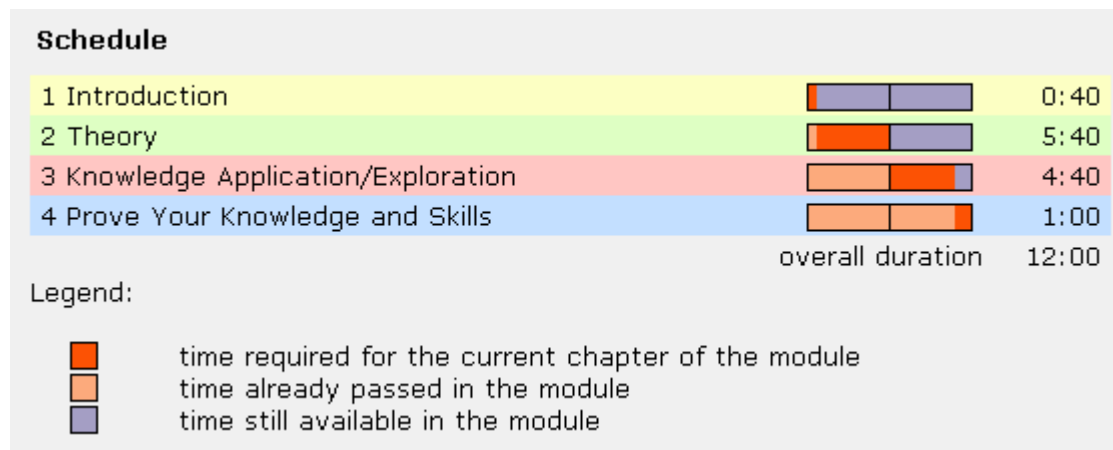 Schedule
1 Introduction 0:40
2 Theory 5:40
3 Knowledge Application/Exploration 4:40
4 Prove Your Knowledge and Skills 1:00
overall duration 12:00
Legend:
time required for the current chapter of the module
time already passed in the module
time still available in the module